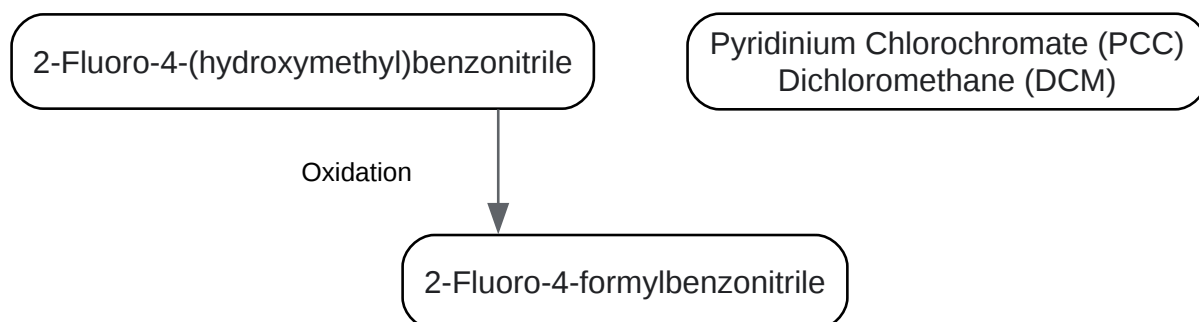 2-Fluoro-4-(hydroxymethyl)benzonitrile
Pyridinium Chlorochromate (PCC)
Dichloromethane (DCM)
Oxidation
2-Fluoro-4-formylbenzonitrile